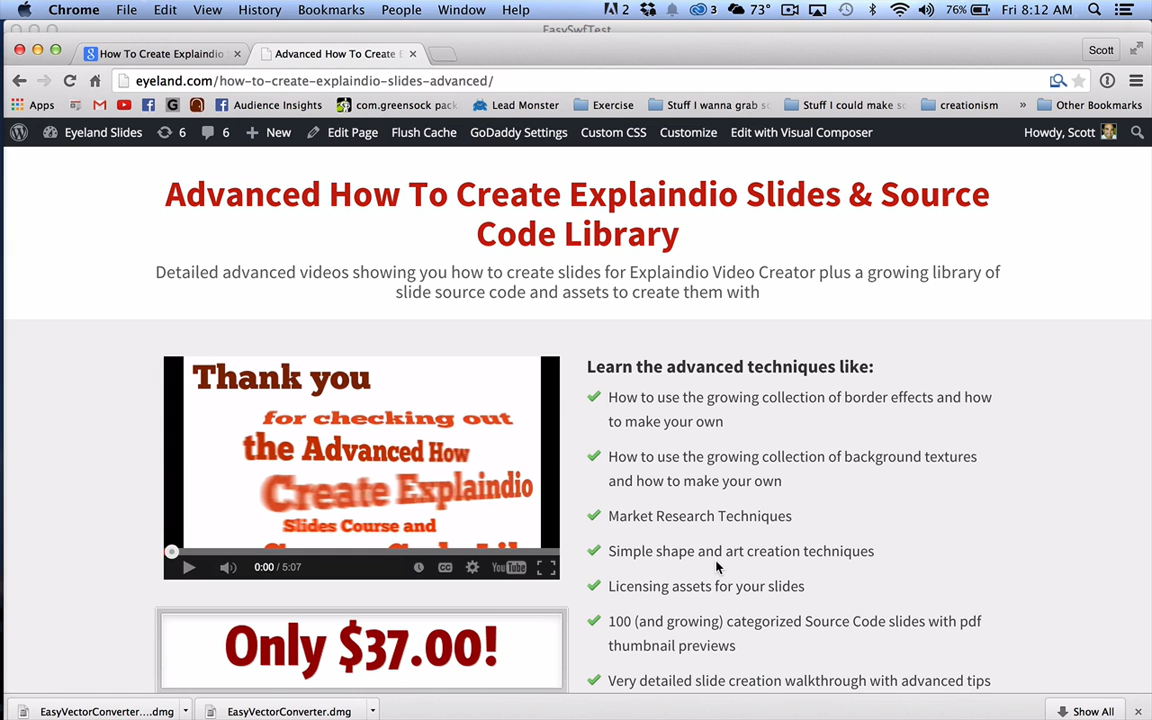 Chrome File Edit View History Bookmarks People Window Help 2 3 73° 76% Fri 8:12 AM
EasySwfTest
How To Create Explaindio Advanced How To Create E Scott
eyeland.com/how-to-create-explaindio-slides-advanced/
Apps Audience Insights com.greensock pack Lead Monster Exercise Stuff I wanna grab Stuff I could make so creationism » Other Bookmarks
Eyeland Slides 6 6 New Edit Page Flush Cache GoDaddy Settings Custom CSS Customize Edit with Visual Composer Howdy, Scott
Advanced How To Create Explaindio Slides & Source
Code Library
Detailed advanced videos showing you how to create slides for Explaindio Video Creator plus a growing library of
slide source code and assets to create them with
Thank you
for checking out
the Advanced How
Create Explaindio
Slides Course and
0:00 / 5:07 CC YouTube
Only $37.00!
Learn the advanced techniques like:
How to use the growing collection of border effects and how
to make your own
How to use the growing collection of background textures
and how to make your own
Market Research Techniques
Simple shape and art creation techniques
Licensing assets for your slides
100 (and growing) categorized Source Code slides with pdf
thumbnail previews
Very detailed slide creation walkthrough with advanced tips
EasyVectorConverter....dmg EasyVectorConverter.dmg Show All